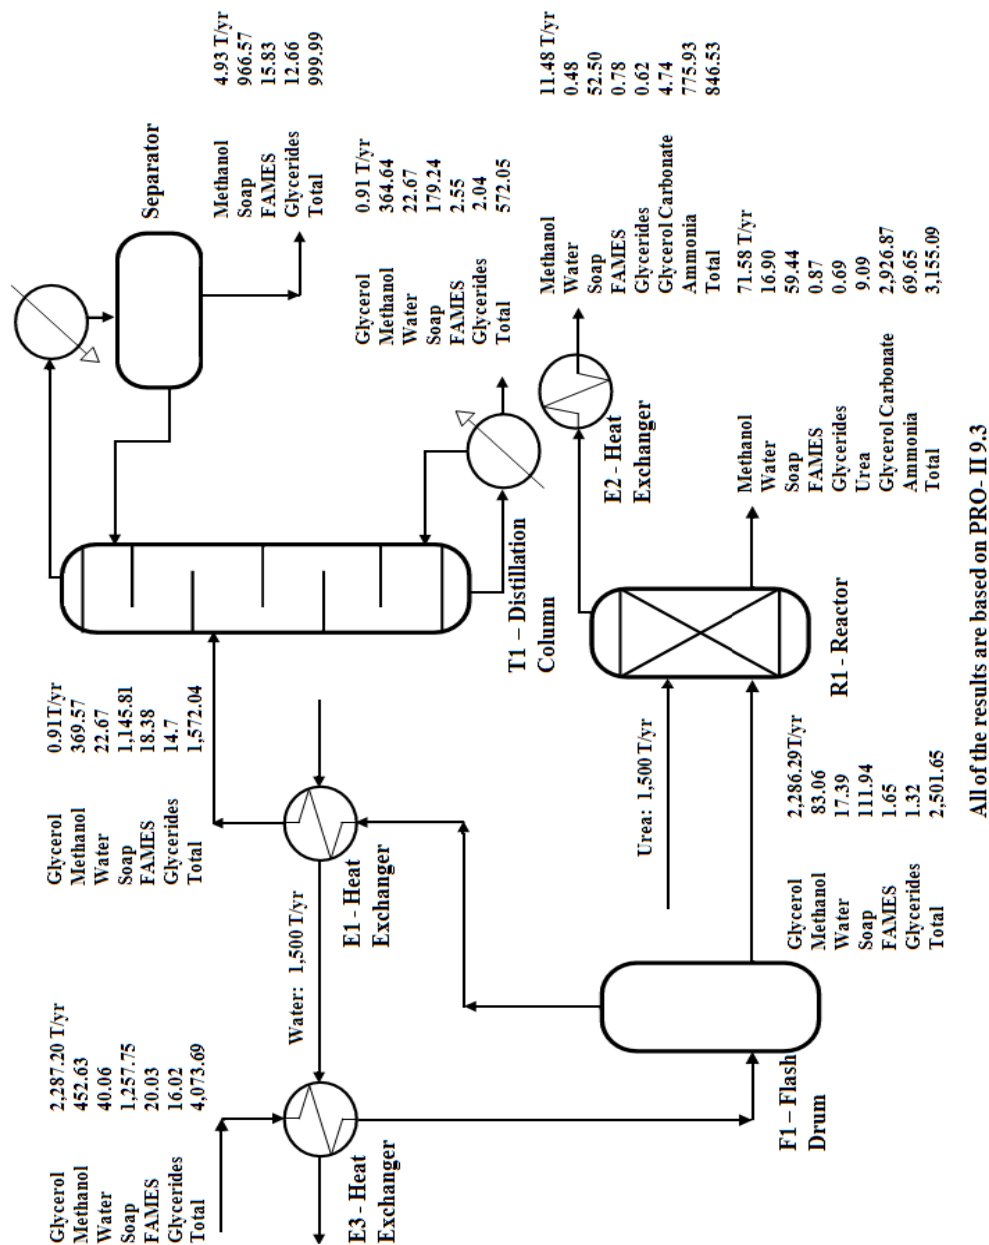 Glycerol 2,287.20 T/yr
Methanol 452.63
Water 40.06
Soap 1,257.75
FAMES 20.03
Glycerides 16.02
Total 4,073.69
Glycerol 0.91T/yr
Methanol 369.57
Water 22.67
Soap 1,145.81
FAMES 18.38
Glycerides 14.7
Total 1,572.04
Separator
Methanol 4.93 T/yr
Soap 966.57
FAMES 15.83
Glycerides 12.66
Total 999.99
Water: 1,500 T/yr
E3 - Heat
Exchanger
E1 - Heat
Exchanger
Glycerol 0.91 T/yr
Methanol 364.64
Water 22.67
Soap 179.24
FAMES 2.55
Glycerides 2.04
Total 572.05
T1 – Distillation
Column
E2 - Heat
Exchanger
Methanol 11.48 T/yr
Water 0.48
Soap 52.50
FAMES 0.78
Glycerides 0.62
Glycerol Carbonate 4.74
Ammonia 775.93
Total 846.53
Urea: 1,500 T/yr
F1 – Flash
Drum
Glycerol 2,286.29T/yr
Methanol 83.06
Water 17.39
Soap 111.94
FAMES 1.65
Glycerides 1.32
Total 2,501.65
R1 - Reactor
Methanol 71.58 T/yr
Water 16.90
Soap 59.44
FAMES 0.87
Glycerides 0.69
Urea 9.09
Glycerol Carbonate 2,926.87
Ammonia 69.65
Total 3,155.09
All of the results are based on PRO- II 9.3